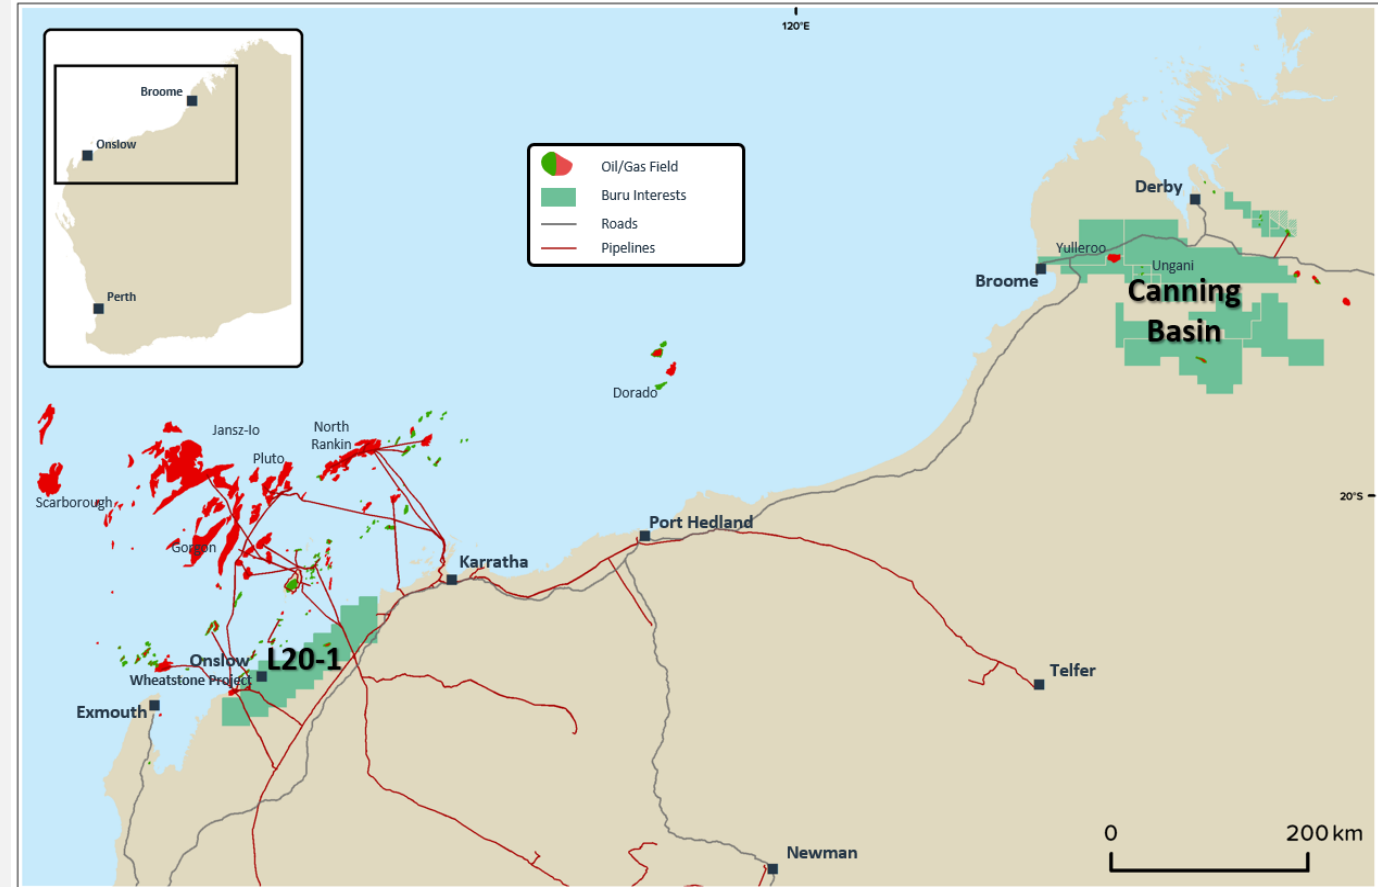 120°E
Broome
Onslow
Perth
Oil/Gas Field
Buru Interests
Roads
Pipelines
Derby
Yulleroo
Ungani
Broome
Canning
Basin
Dorado
North
Rankin
Jansz-Io
Pluto
Scarborough
20°S
Port Hedland
Gorgon
Karratha
Onslow
L20-1
Wheatstone Project
Telfer
Exmouth
0
200 km
Newman